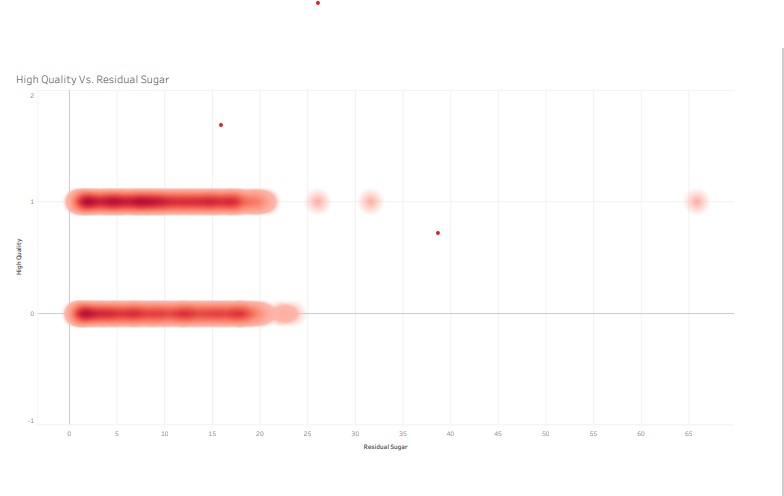 High Quality Vs. Residual Sugar
2
1
0
-1
High Quality
0 5 10 15 20 25 30 35 40 45 50 55 60 65
Residual Sugar